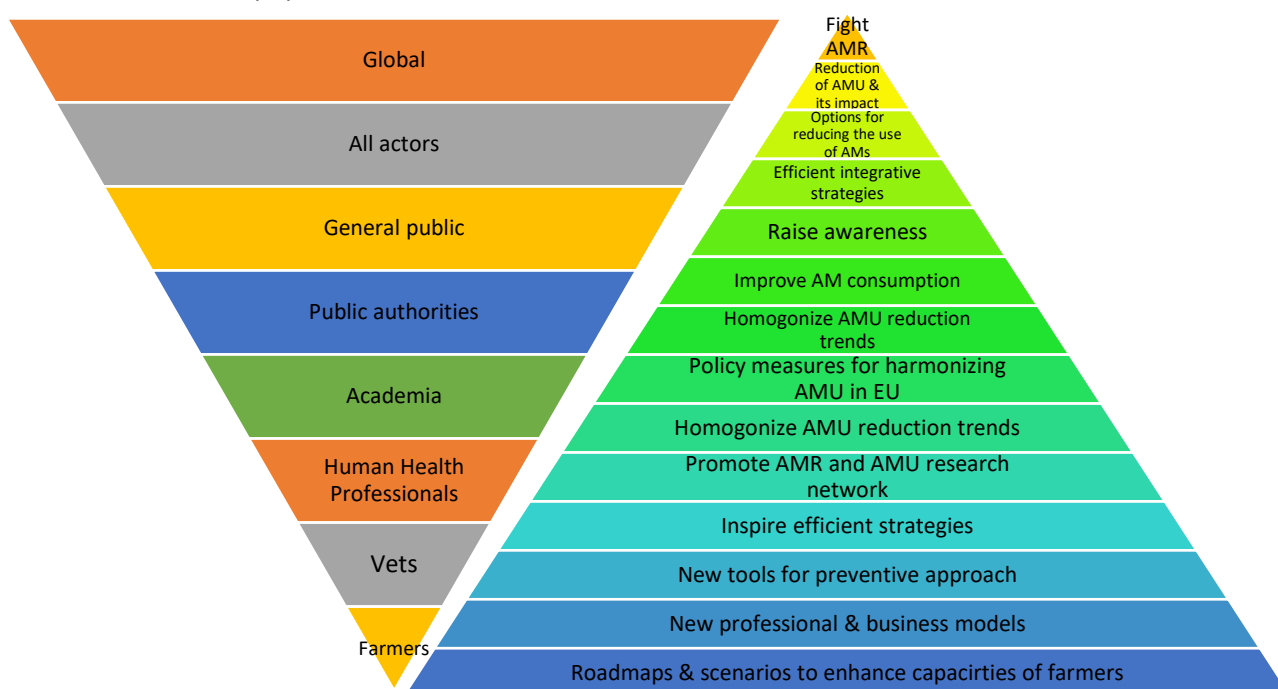 Global
All actors
General public
Public authorities
Academia
Human Health
Professionals
Vets
Farmers
Fight
AMR
Reduction
of AMU &
its impact
Options for
reducing the use
of AMs
Efficient integrative
strategies
Raise awareness
Improve AM consumption
Homogonize AMU reduction
trends
Policy measures for harmonizing
AMU in EU
Homogonize AMU reduction trends
Promote AMR and AMU research
network
Inspire efficient strategies
New tools for preventive approach
New professional & business models
Roadmaps & scenarios to enhance capacirties of farmers